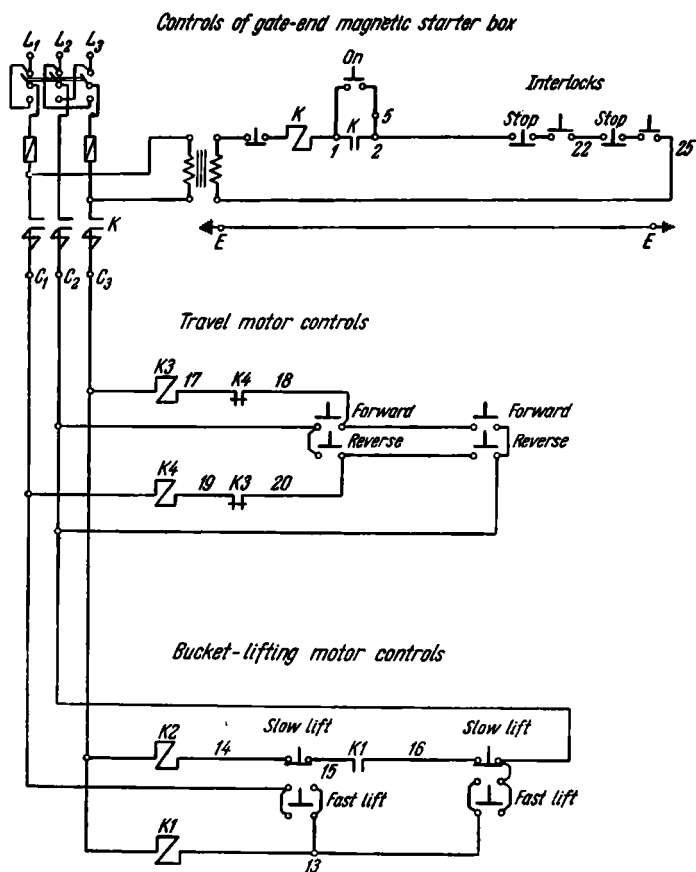 Controls of gate-end magnetic starter box
L1 L2 L3
On
Interlocks
K K 5
Stop Stop
1 2 22 25
K
E E
C1 C2 C3
Travel motor controls
K3 17 K4 18
Forward Forward
Reverse Reverse
K4 19 K3 20
Bucket-lifting motor controls
Slow lift Slow lift
K2 14 K1 16
15
Fast lift Fast lift
K1
13